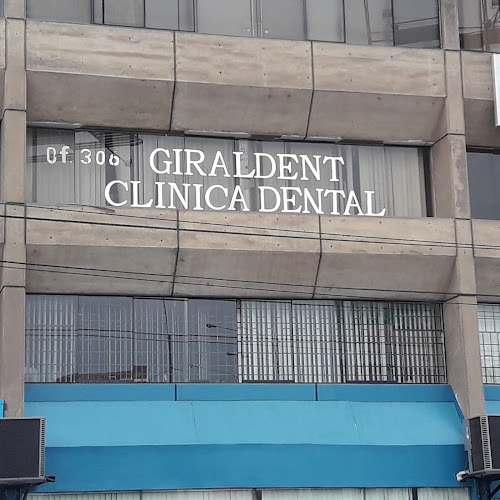 Of. 306 GIRALDENT
CLINICA DENTAL